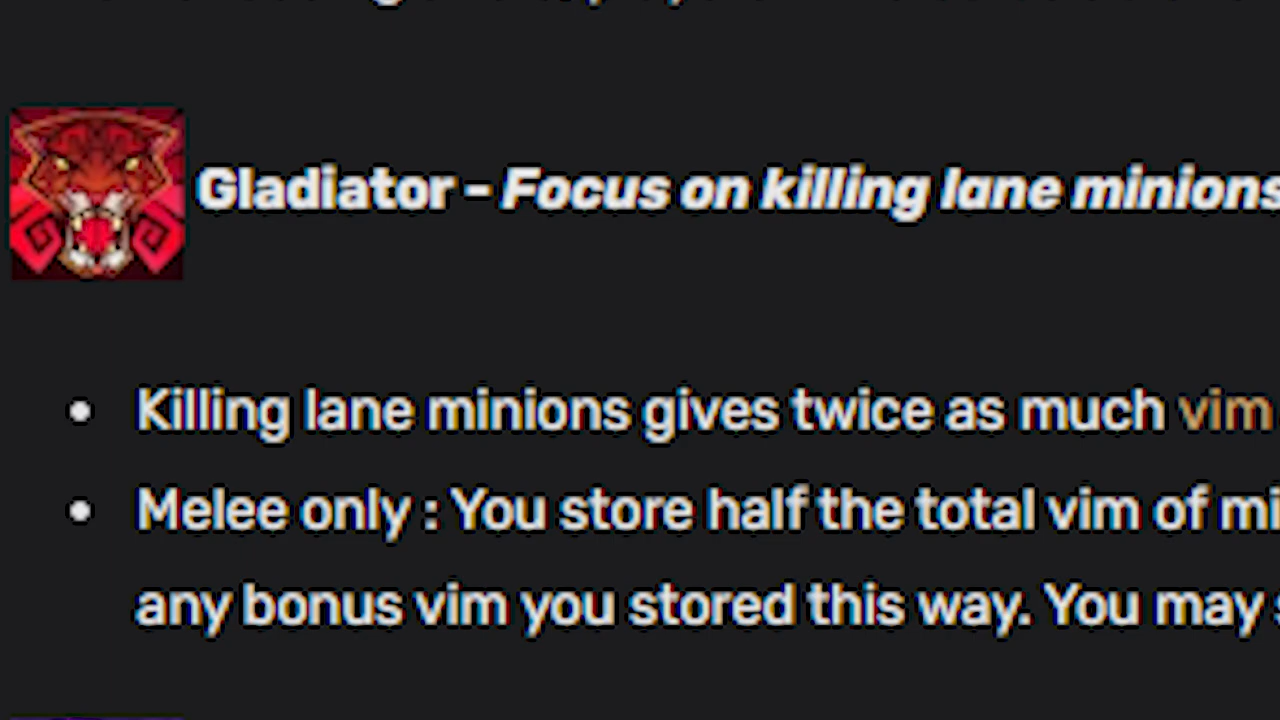 Gladiator - Focus on killing lane minions
Killing lane minions gives twice as much vim
Melee only : You store half the total vim of
any bonus vim you stored this way. You may